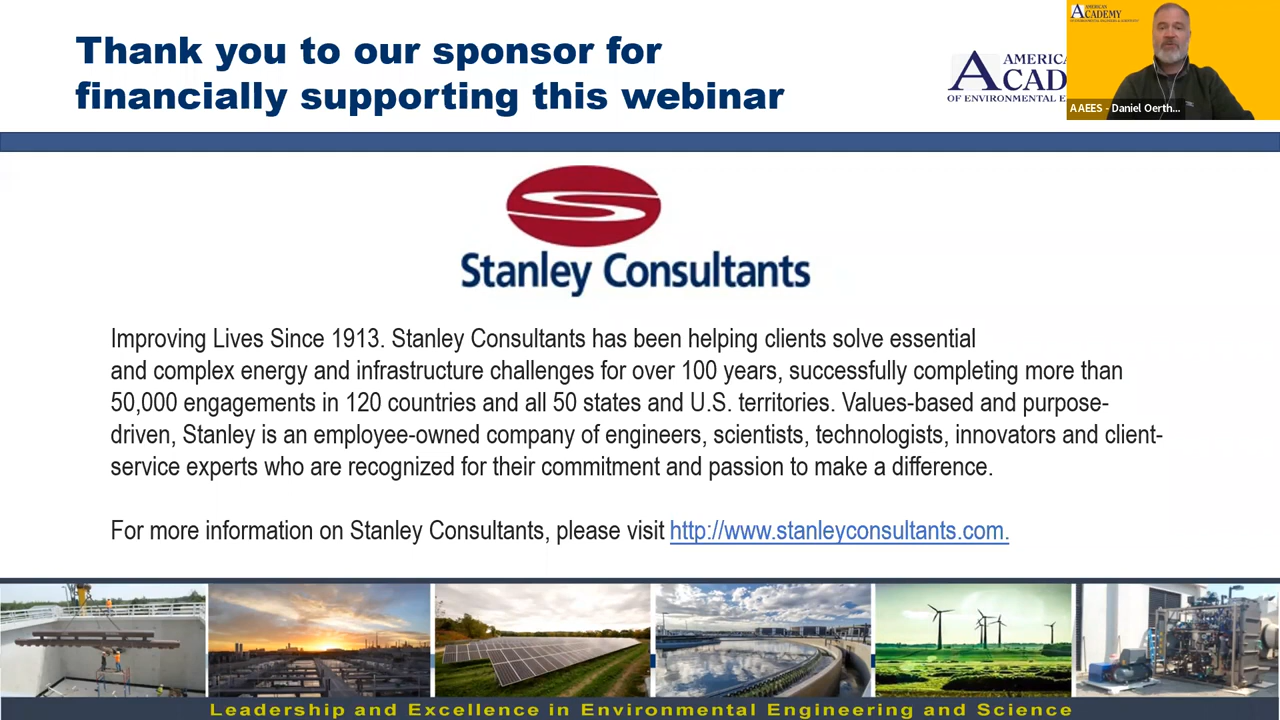 Thank you to our sponsor for
financially supporting this webinar
AMERICA
ACAD
OF ENVIRONMENTAL E
AMERICAN
ACADEMY
AAEES - Daniel Oerth...
Stanley Consultants
Improving Lives Since 1913. Stanley Consultants has been helping clients solve essential
and complex energy and infrastructure challenges for over 100 years, successfully completing more than
50,000 engagements in 120 countries and all 50 states and U.S. territories. Values-based and purpose-
driven, Stanley is an employee-owned company of engineers, scientists, technologists, innovators and client-
service experts who are recognized for their commitment and passion to make a difference.
For more information on Stanley Consultants, please visit http://www.stanleyconsultants.com.
Leadership and Excellence in Environmental Engineering and Science